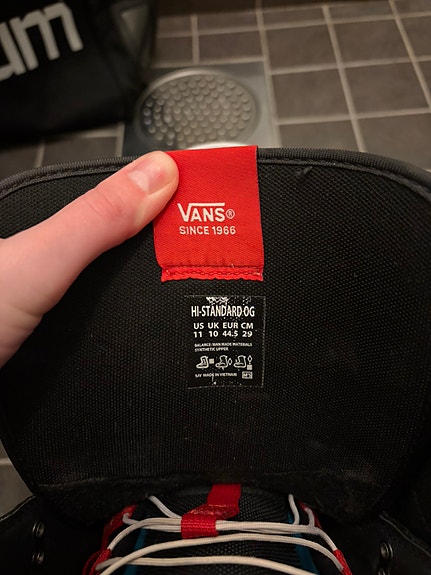 um
VANS®
SINCE 1966
HI-STANDARD OG
US UK EUR CM
11 10 44.5 29
BALANCE: MAN MADE MATERIALS
SYNTHETIC UPPER
MADE IN VIETNAM